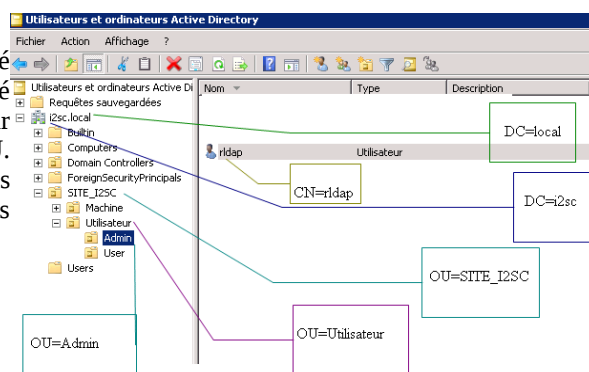 Utilisateurs et ordinateurs Active Directory
Fichier Action Affichage ?
é
é
r
J.
s
s
Utilisateurs et ordinateurs Active Di
Requêtes sauvegardées
i2sc.local
Builtin
Computers
Domain Controllers
ForeignSecurityPrincipals
SITE_I2SC
Machine
Utilisateur
Admin
User
Users
Nom Type Description
rldap Utilisateur
DC=local
CN=rldap
DC=i2sc
OU=SITE_I2SC
OU=Utilisateur
OU=Admin